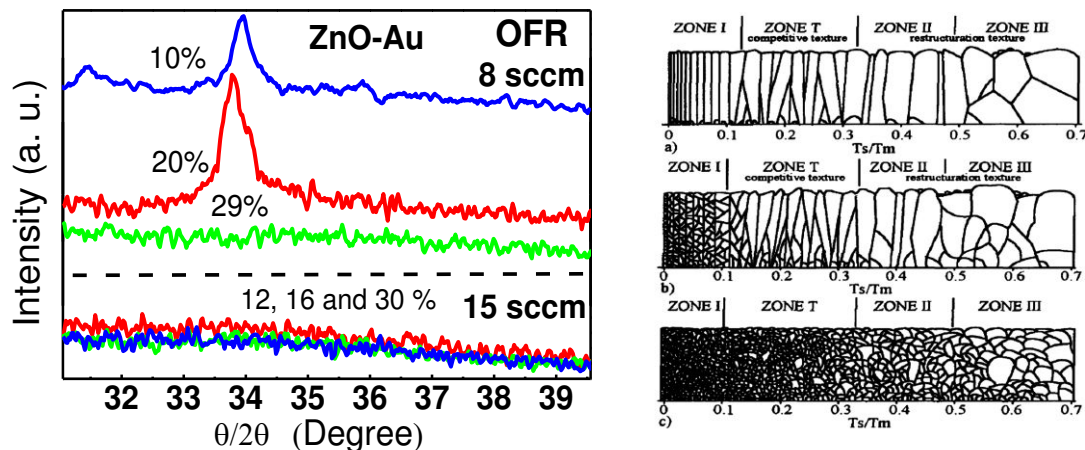 ZnO-Au OFR
10% 8 sccm
20%
29%
12, 16 and 30 % 15 sccm
Intensity (a. u.)
32 33 34 35 36 37 38 39
θ/2θ (Degree)
ZONE I ZONE T ZONE II ZONE III
competitive texture restructuration texture
0 0.1 0.2 0.3 0.4 0.5 0.6 0.7
a) Ts/Tm
ZONE I ZONE T ZONE II ZONE III
competitive texture restructuration texture
0 0.1 0.2 0.3 0.4 0.5 0.6 0.7
b) Ts/Tm
ZONE I ZONE T ZONE II ZONE III
0 0.1 0.2 0.3 0.4 0.5 0.6 0.7
c) Ts/Tm